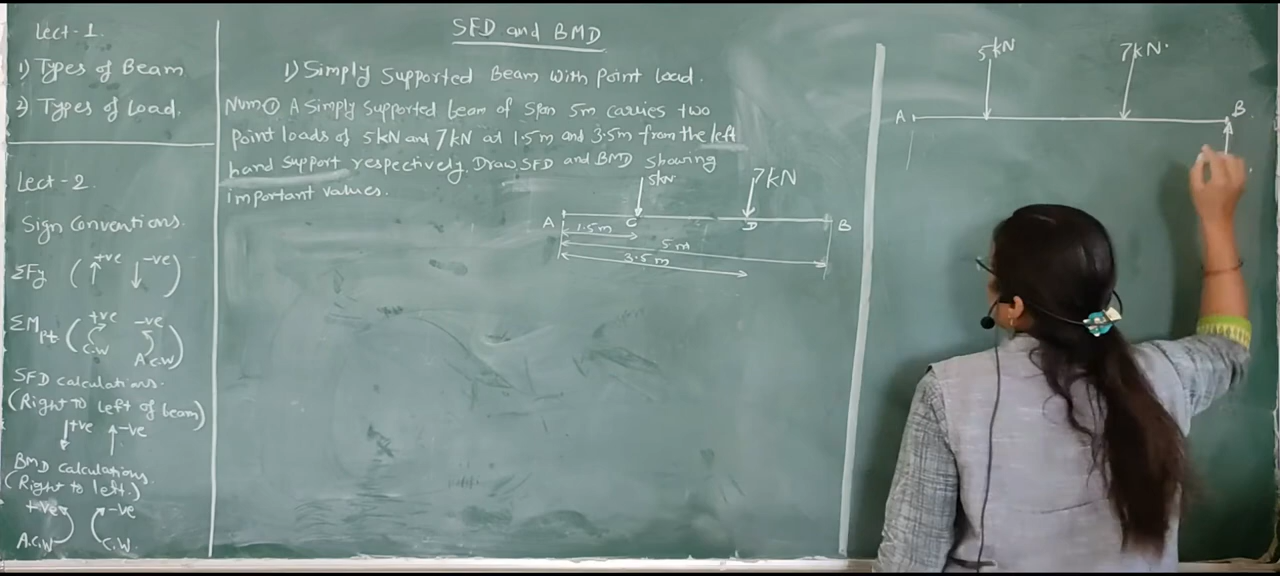 Lect-1.
1) Types of Beam
2) Types of Load.
Lect-2.
Sign Conventions.
ΣFy ( ↑ +ve ↓ -ve )
ΣMpt ( +ve C.W -ve A.C.W )
SFD calculations.
(Right to left of beam)
↓ +ve ↑ -ve
BMD calculations.
(Right to left.)
+ve -ve
A.C.W C.W
SFD and BMD
1) Simply Supported Beam with Point Load.
Num ① A Simply Supported beam of Span 5m carries two
Point loads of 5kN and 7kN at 1.5m and 3.5m from the left
hand support respectively. Draw SFD and BMD Showing
important values.
5kN 7kN
A C D B
1.5m
5m
3.5m
5kN 7kN.
A B